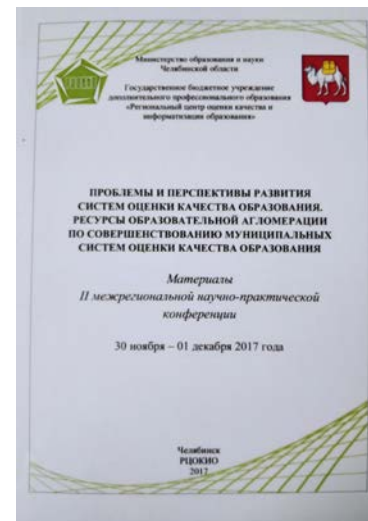 Министерство образования и науки
Челябинской области
Государственное бюджетное учреждение
дополнительного профессионального образования
«Региональный центр оценки качества и
информатизации образования»
ПРОБЛЕМЫ И ПЕРСПЕКТИВЫ РАЗВИТИЯ
СИСТЕМ ОЦЕНКИ КАЧЕСТВА ОБРАЗОВАНИЯ.
РЕСУРСЫ ОБРАЗОВАТЕЛЬНОЙ АГЛОМЕРАЦИИ
ПО СОВЕРШЕНСТВОВАНИЮ МУНИЦИПАЛЬНЫХ
СИСТЕМ ОЦЕНКИ КАЧЕСТВА ОБРАЗОВАНИЯ
Материалы
II межрегиональной научно-практической
конференции
30 ноября – 01 декабря 2017 года
Челябинск
РЦОКИО
2017